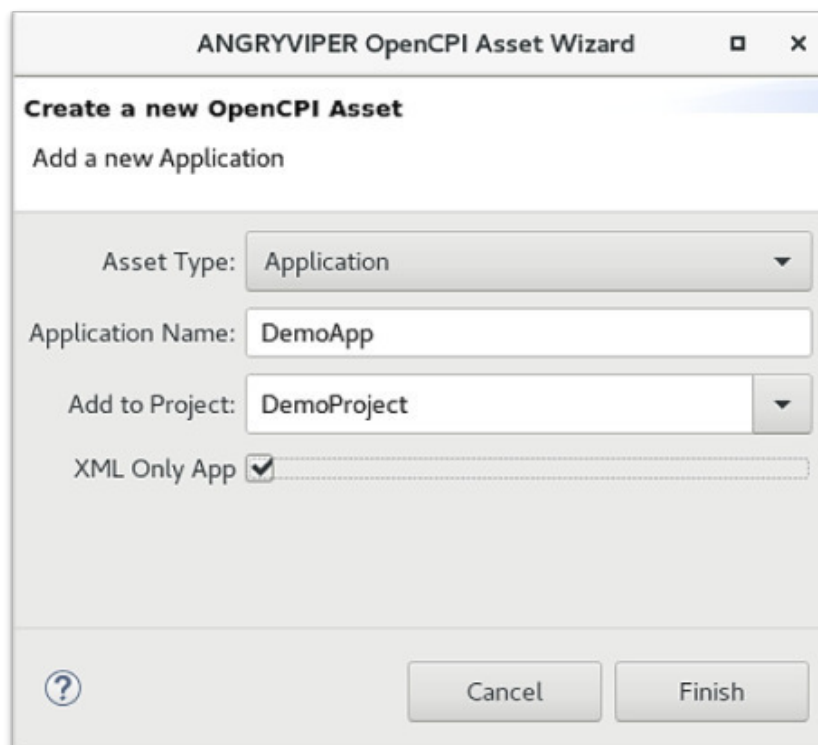 ANGRYVIPER OpenCPI Asset Wizard
Create a new OpenCPI Asset
Add a new Application
Asset Type: Application
Application Name: DemoApp
Add to Project: DemoProject
XML Only App
? Cancel Finish